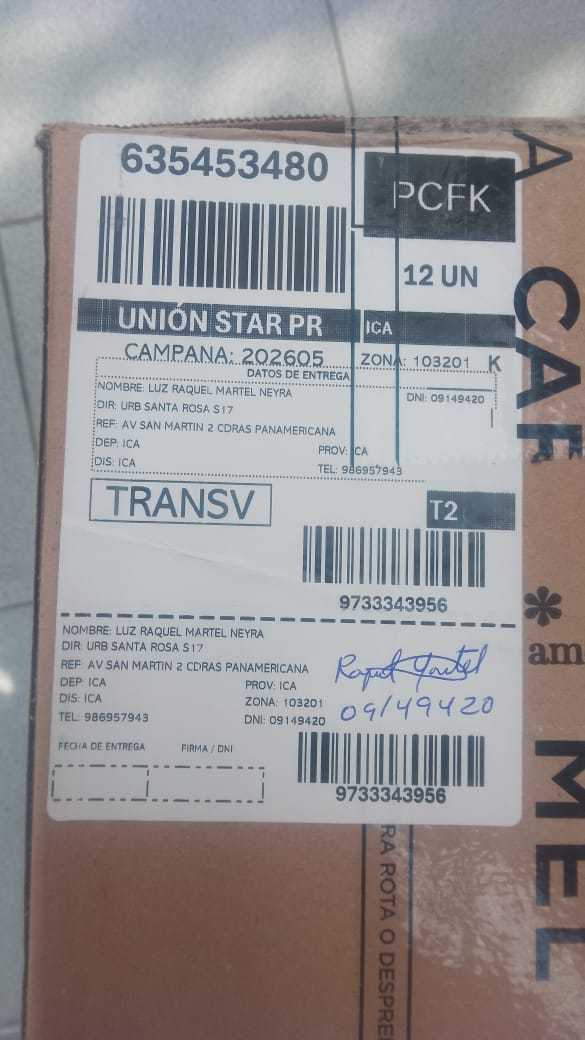 635453480
PCFK
12 UN
UNIÓN STAR PR ICA
CAMPANA: 202605 ZONA: 103201 K
DATOS DE ENTREGA
NOMBRE: LUZ RAQUEL MARTEL NEYRA DNI: 09149420
DIR: URB SANTA ROSA S17
REF: AV SAN MARTIN 2 CDRAS PANAMERICANA
DEP: ICA PROV: ICA
DIS: ICA TEL: 986957943
TRANSV T2
9733343956
NOMBRE: LUZ RAQUEL MARTEL NEYRA
DIR: URB SANTA ROSA S17
REF: AV SAN MARTIN 2 CDRAS PANAMERICANA
DEP: ICA PROV: ICA
DIS: ICA ZONA: 103201
TEL: 986957943 DNI: 09149420
Raquel Martel
09149420
FECHA DE ENTREGA FIRMA / DNI
9733343956
A
CAR
am
MEL
RA ROTA O DESPRE